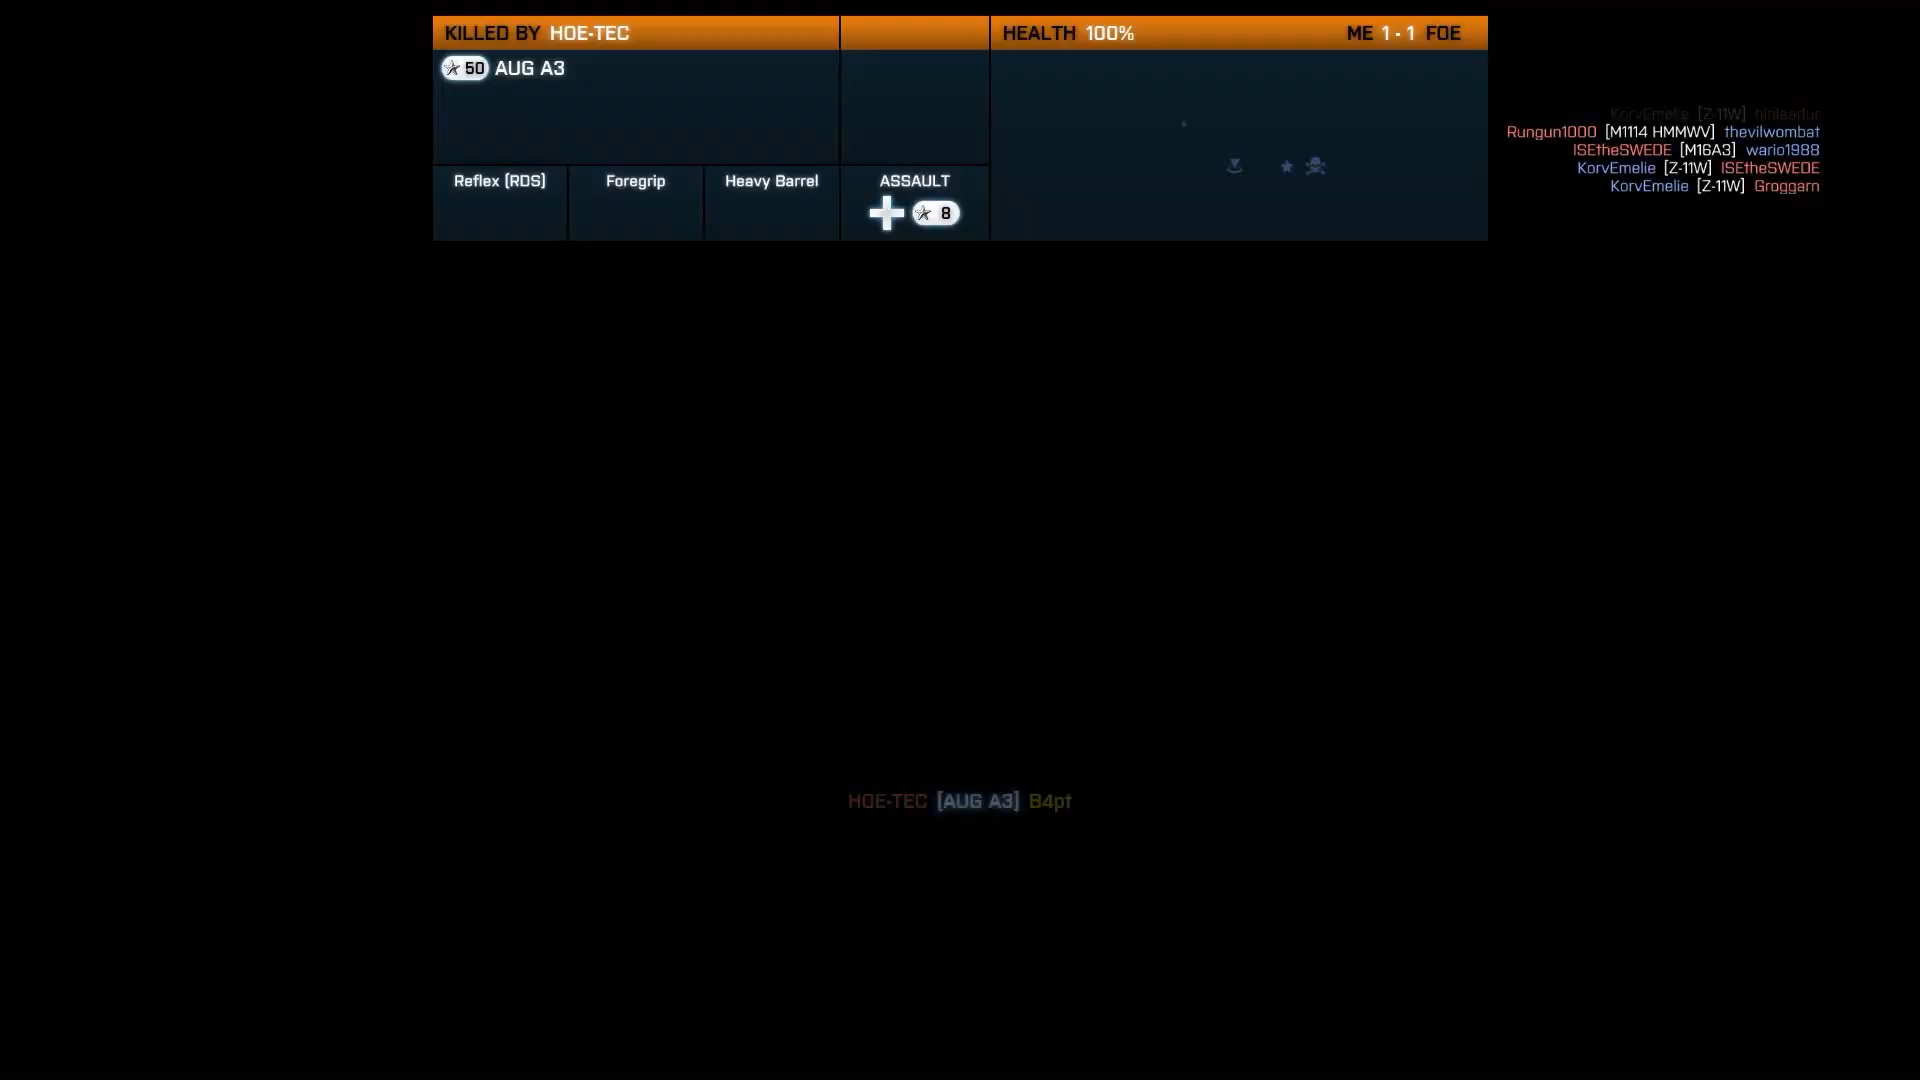 KILLED BY HOE-TEC
HEALTH 100%
ME 1 - 1 FOE
50 AUG A3
Reflex [RDS]
Foregrip
Heavy Barrel
ASSAULT
8
KorvEmelie [Z-11W]
Rungun1000 [M1114 HMMWV] thevilwombat
ISEtheSWEDE [M16A3] wario1988
KorvEmelie [Z-11W] ISEtheSWEDE
KorvEmelie [Z-11W] Groggarn
HOE-TEC [AUG A3] B4pt